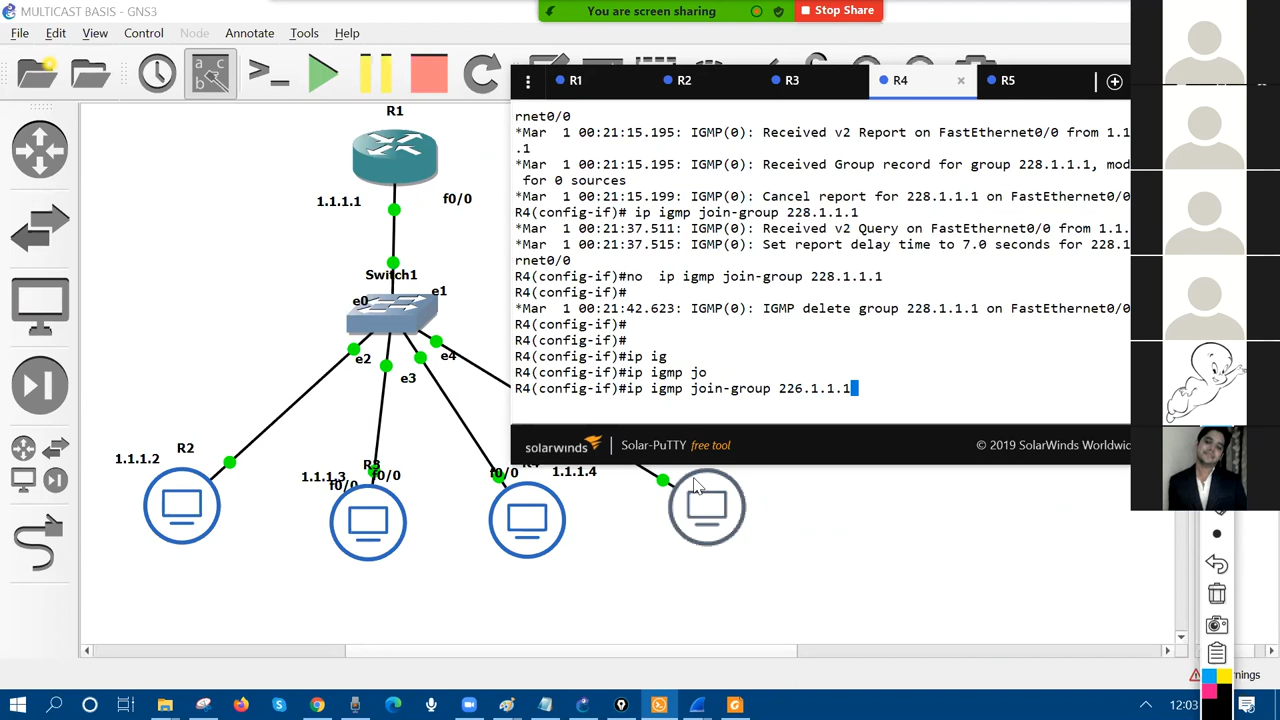 MULTICAST BASIS - GNS3
You are screen sharing
Stop Share
File Edit View Control Node Annotate Tools Help
a c
b
R1 R2 R3 R4 × R5
rnet0/0
*Mar 1 00:21:15.195: IGMP(0): Received v2 Report on FastEthernet0/0 from 1.1
.1
*Mar 1 00:21:15.195: IGMP(0): Received Group record for group 228.1.1.1, mod
for 0 sources
*Mar 1 00:21:15.199: IGMP(0): Cancel report for 228.1.1.1 on FastEthernet0/0
R4(config-if)# ip igmp join-group 228.1.1.1
*Mar 1 00:21:37.511: IGMP(0): Received v2 Query on FastEthernet0/0 from 1.1.
*Mar 1 00:21:37.515: IGMP(0): Set report delay time to 7.0 seconds for 228.1
rnet0/0
R4(config-if)#no ip igmp join-group 228.1.1.1
R4(config-if)#
*Mar 1 00:21:42.623: IGMP(0): IGMP delete group 228.1.1.1 on FastEthernet0/0
R4(config-if)#
R4(config-if)#
R4(config-if)#ip ig
R4(config-if)#ip igmp jo
R4(config-if)#ip igmp join-group 226.1.1.1
solarwinds Solar-PuTTY free tool © 2019 SolarWinds Worldwid
R1
1.1.1.1 f0/0
Switch1
e0 e1
e2 e3 e4
R2
1.1.1.2
R3
1.1.1.3 f0/0
f0/0
f0/0
1.1.1.4
rnings
12:03